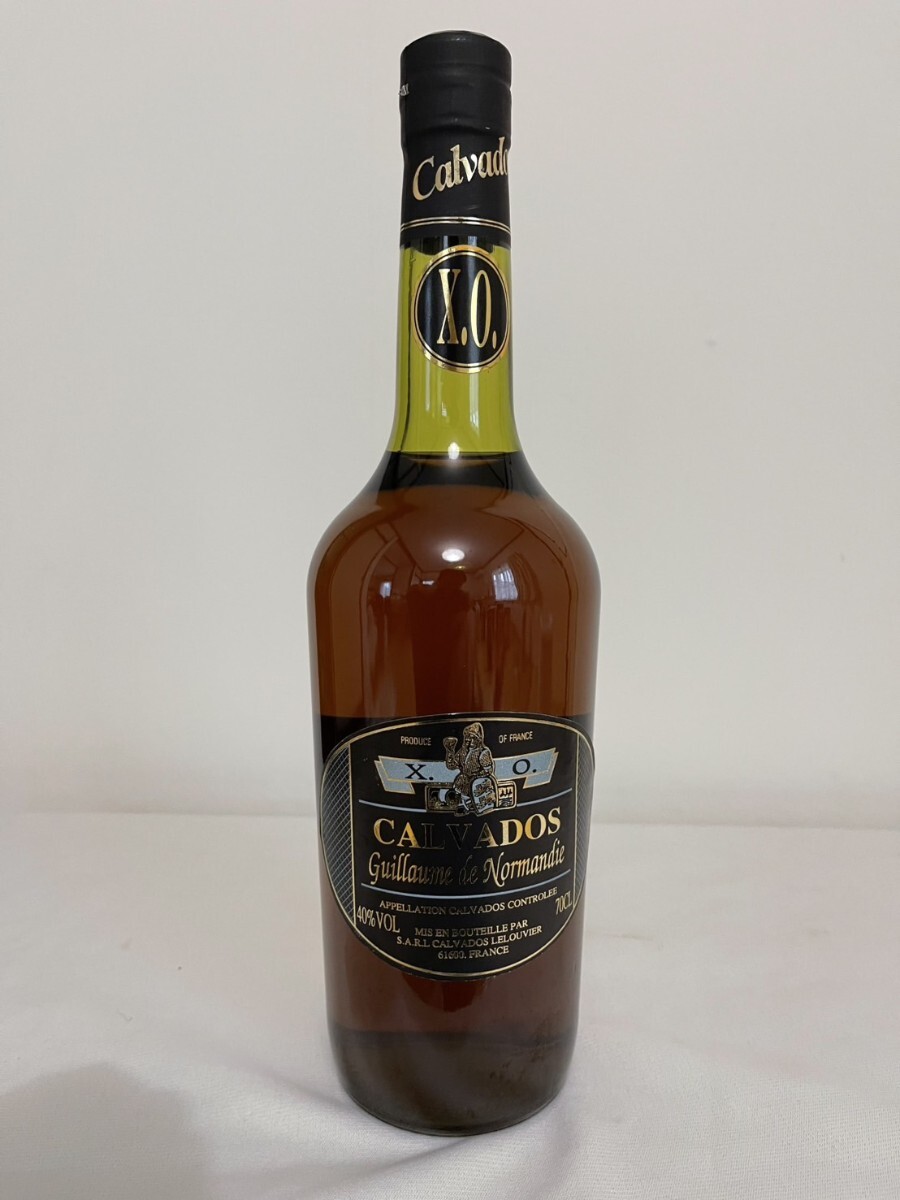 Calvados
X.O.
PRODUCE OF FRANCE
X. O.
CALVADOS
Guillaume de Normandie
APPELLATION CALVADOS CONTROLEE
40%VOL 70CL
MIS EN BOUTEILLE PAR
S.A.R.L CALVADOS LELOUVIER
61600. FRANCE